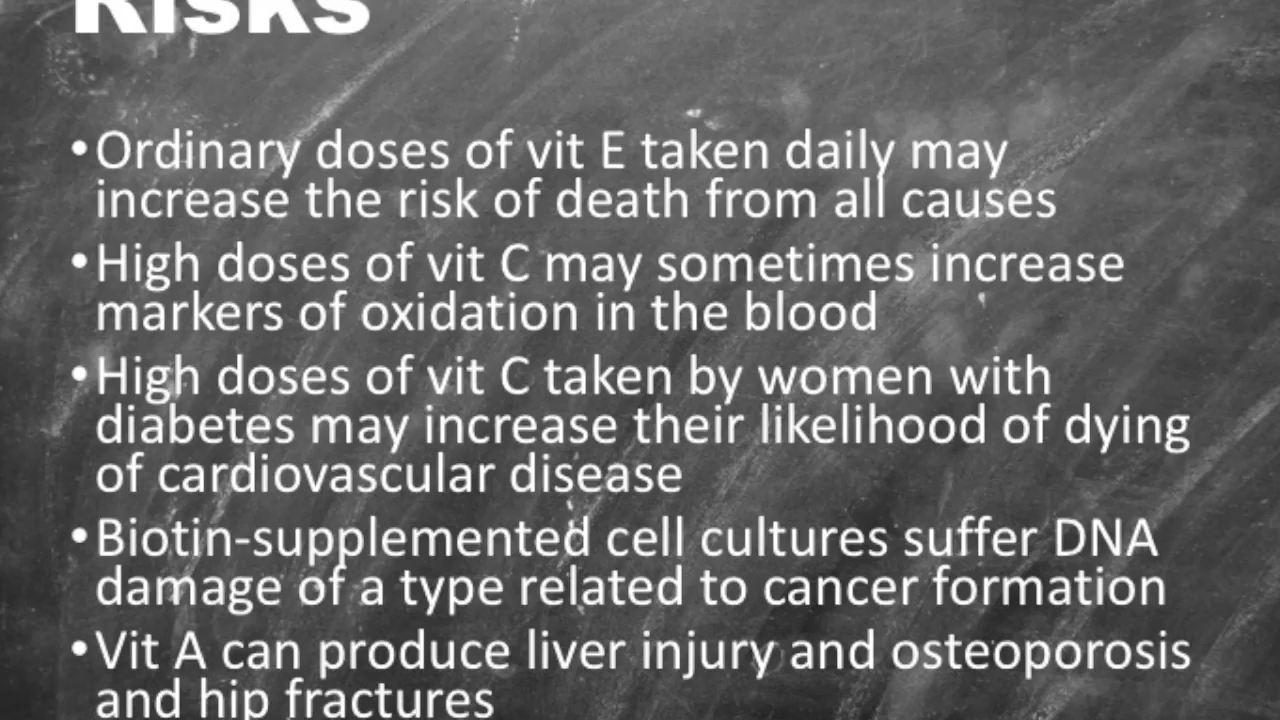 Risks
•Ordinary doses of vit E taken daily may
increase the risk of death from all causes
•High doses of vit C may sometimes increase
markers of oxidation in the blood
•High doses of vit C taken by women with
diabetes may increase their likelihood of dying
of cardiovascular disease
•Biotin-supplemented cell cultures suffer DNA
damage of a type related to cancer formation
•Vit A can produce liver injury and osteoporosis
and hip fractures